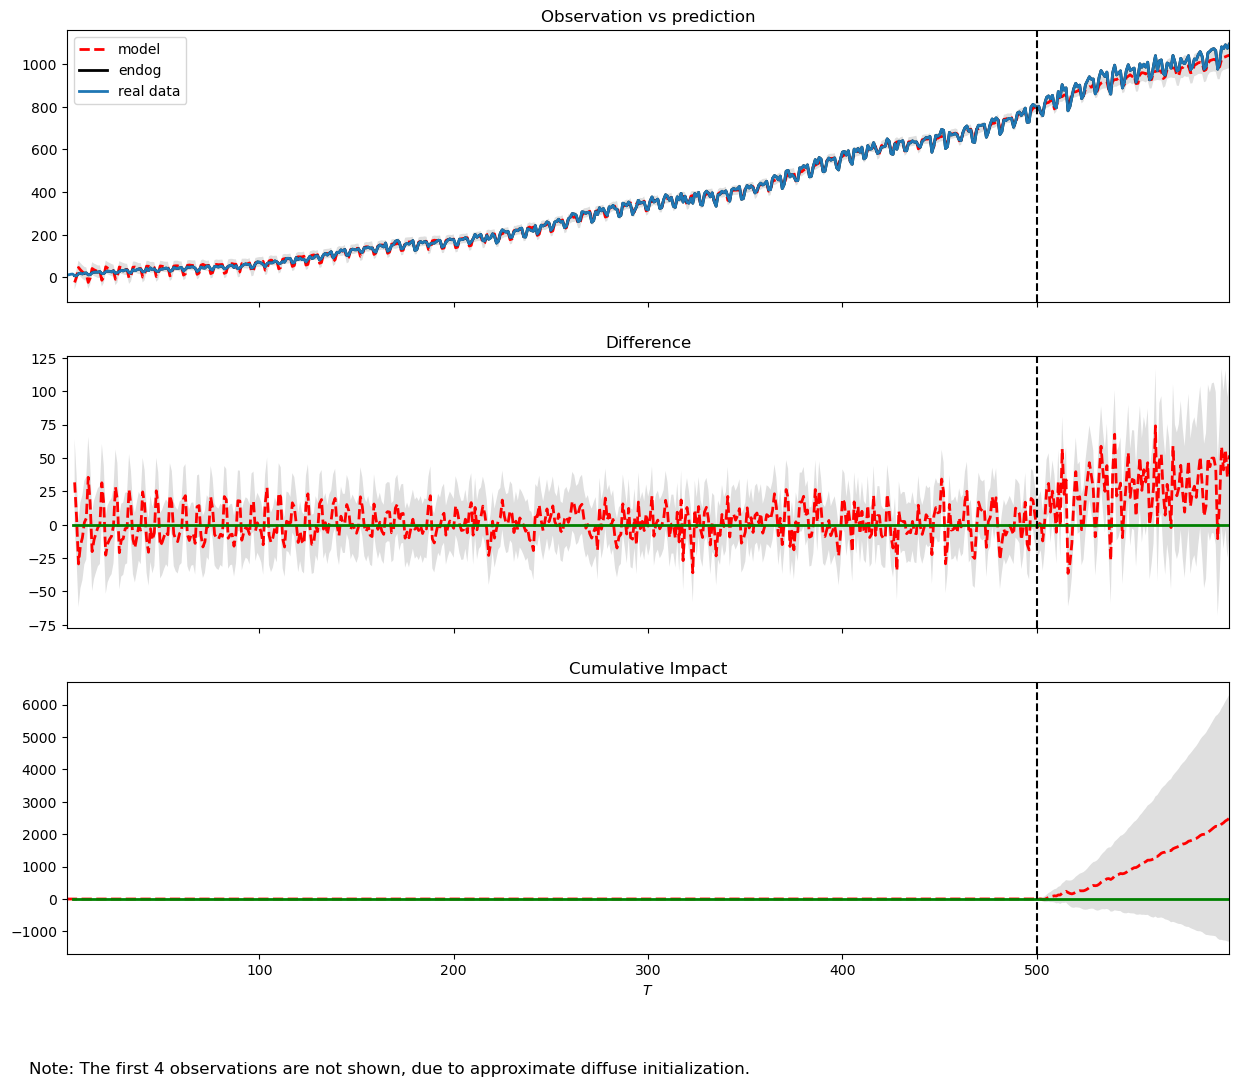 Observation vs prediction
model
endog
real data
1000
800
600
400
200
0
Difference
125
100
75
50
25
0
−25
−50
−75
Cumulative Impact
6000
5000
4000
3000
2000
1000
0
−1000
100 200 300 400 500
T
Note: The first 4 observations are not shown, due to approximate diffuse initialization.